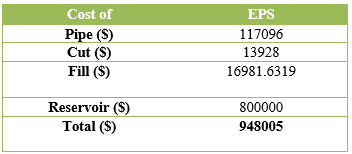 Cost of EPS
Pipe ($) 117096
Cut ($) 13928
Fill ($) 16981.6319
Reservoir ($) 800000
Total ($) 948005